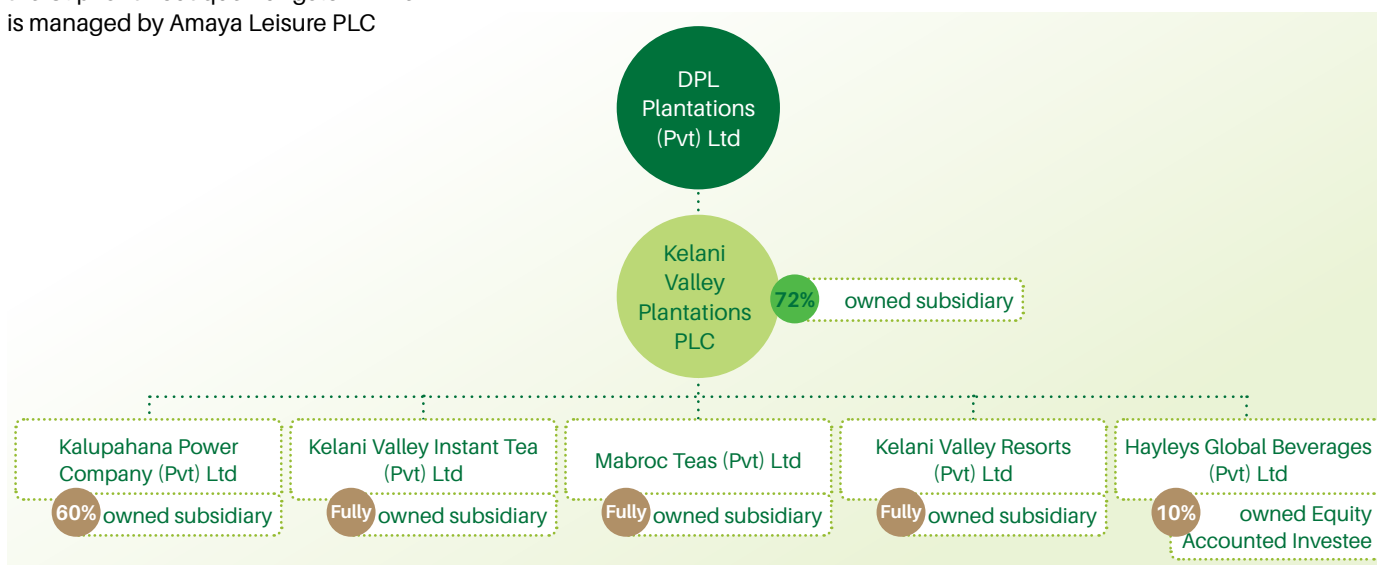 is managed by Amaya Leisure PLC
DPL
Plantations
(Pvt) Ltd
Kelani
Valley
Plantations
PLC
72% owned subsidiary
Kalupahana Power
Company (Pvt) Ltd
60% owned subsidiary
Kelani Valley Instant Tea
(Pvt) Ltd
Fully owned subsidiary
Mabroc Teas (Pvt) Ltd
Fully owned subsidiary
Kelani Valley Resorts
(Pvt) Ltd
Fully owned subsidiary
Hayleys Global Beverages
(Pvt) Ltd
10% owned Equity
Accounted Investee